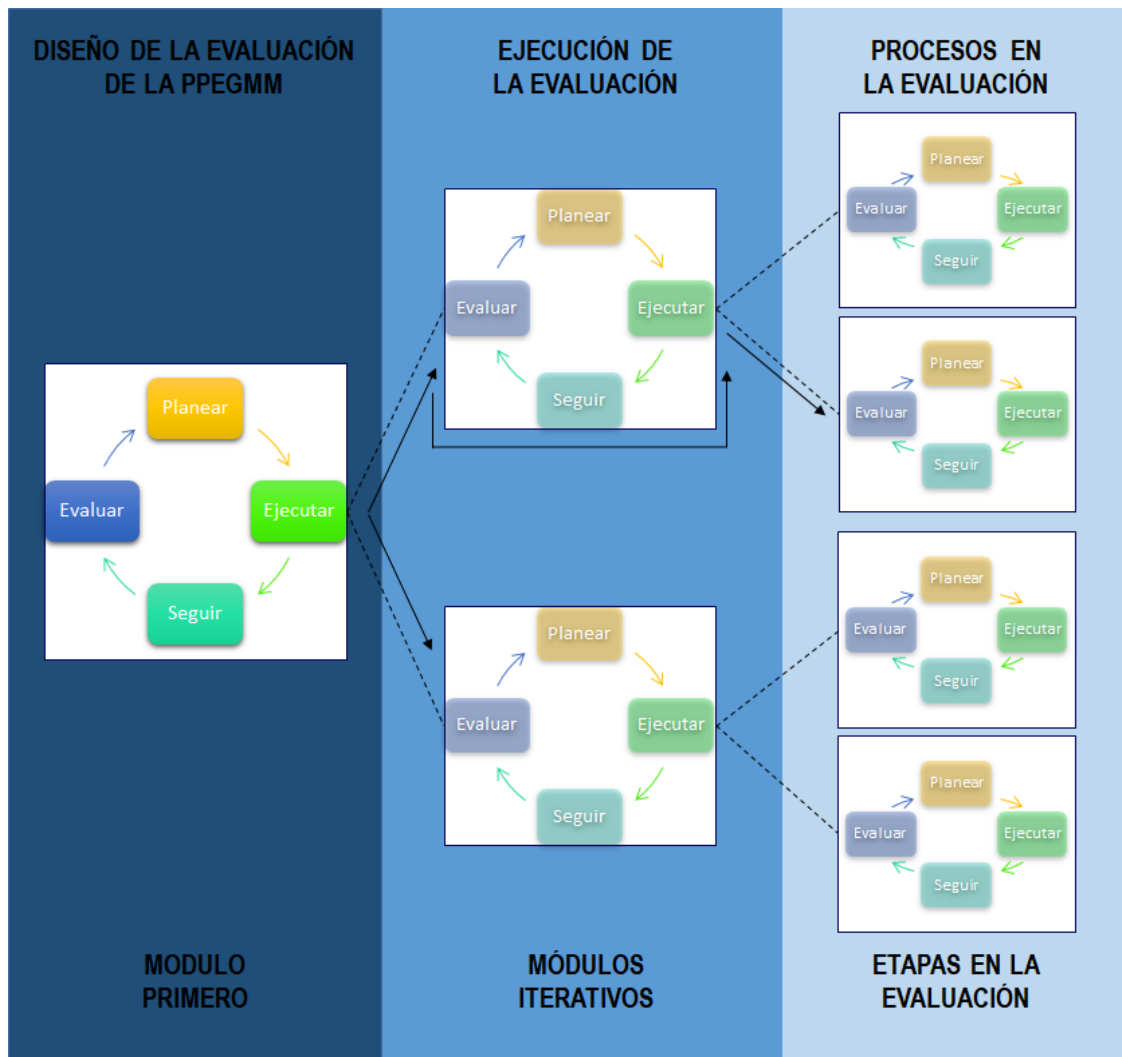 DISEÑO DE LA EVALUACIÓN
DE LA PPEGMM
Planear
Evaluar
Ejecutar
Seguir
MODULO
PRIMERO
EJECUCIÓN DE
LA EVALUACIÓN
Planear
Evaluar
Ejecutar
Seguir
Planear
Evaluar
Ejecutar
Seguir
MÓDULOS
ITERATIVOS
PROCESOS EN
LA EVALUACIÓN
Planear
Evaluar
Ejecutar
Seguir
Planear
Evaluar
Ejecutar
Seguir
Planear
Evaluar
Ejecutar
Seguir
Planear
Evaluar
Ejecutar
Seguir
ETAPAS EN LA
EVALUACIÓN